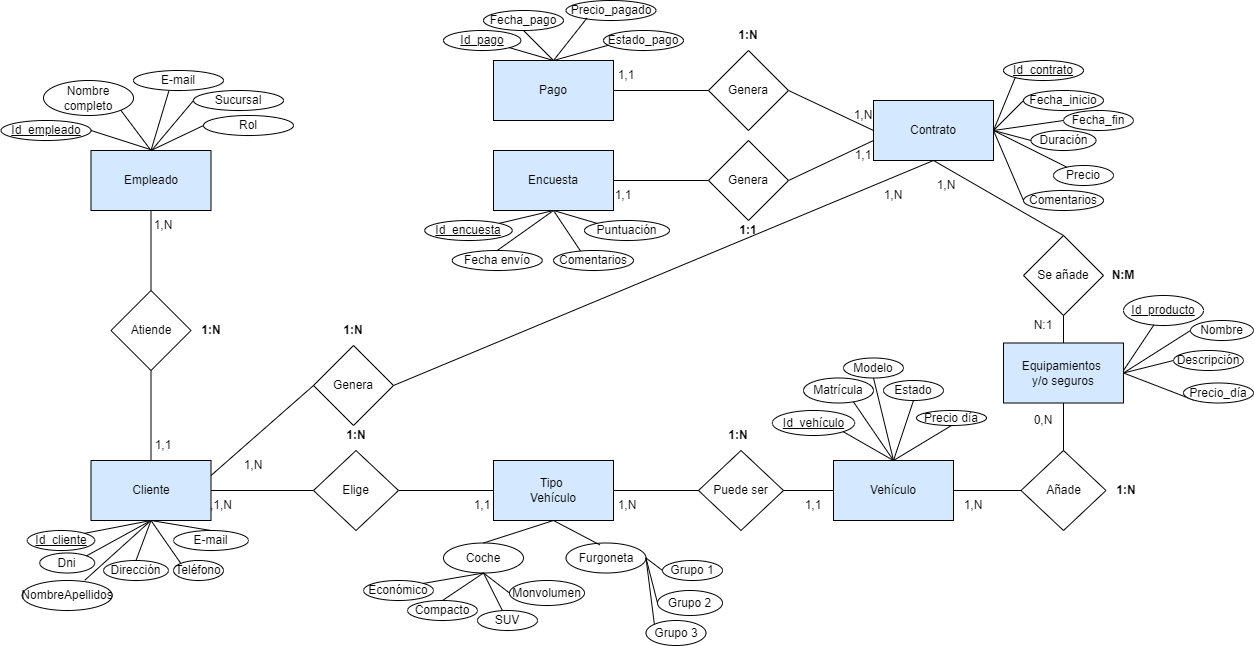 Precio_pagado
Fecha_pago
Id_pago
Estado_pago
1:N
Pago
1,1
Genera
1,N
Id_contrato
Fecha_inicio
Fecha_fin
Duración
Precio
Comentarios
Contrato
1,1
E-mail
Nombre
completo
Sucursal
Id_empleado
Rol
Empleado
1,N
Encuesta
1,1
Genera
1:1
Id_encuesta
Puntuación
Fecha envío
Comentarios
1,N
1,N
Se añade
N:M
N:1
Atiende
1:N
1:N
Genera
1:N
Id_producto
Nombre
Descripción
Precio_día
Equipamientos
y/o seguros
0,N
Modelo
Matrícula
Estado
Id_vehículo
Precio día
1,1
1,N
Cliente
1,N
Elige
1,1
Tipo
Vehículo
1,N
1:N
Puede ser
1,1
Vehículo
1,N
Añade
1:N
Id_cliente
E-mail
Dni
Dirección
Teléfono
NombreApellidos
Coche
Furgoneta
Económico
Compacto
SUV
Monvolumen
Grupo 1
Grupo 2
Grupo 3